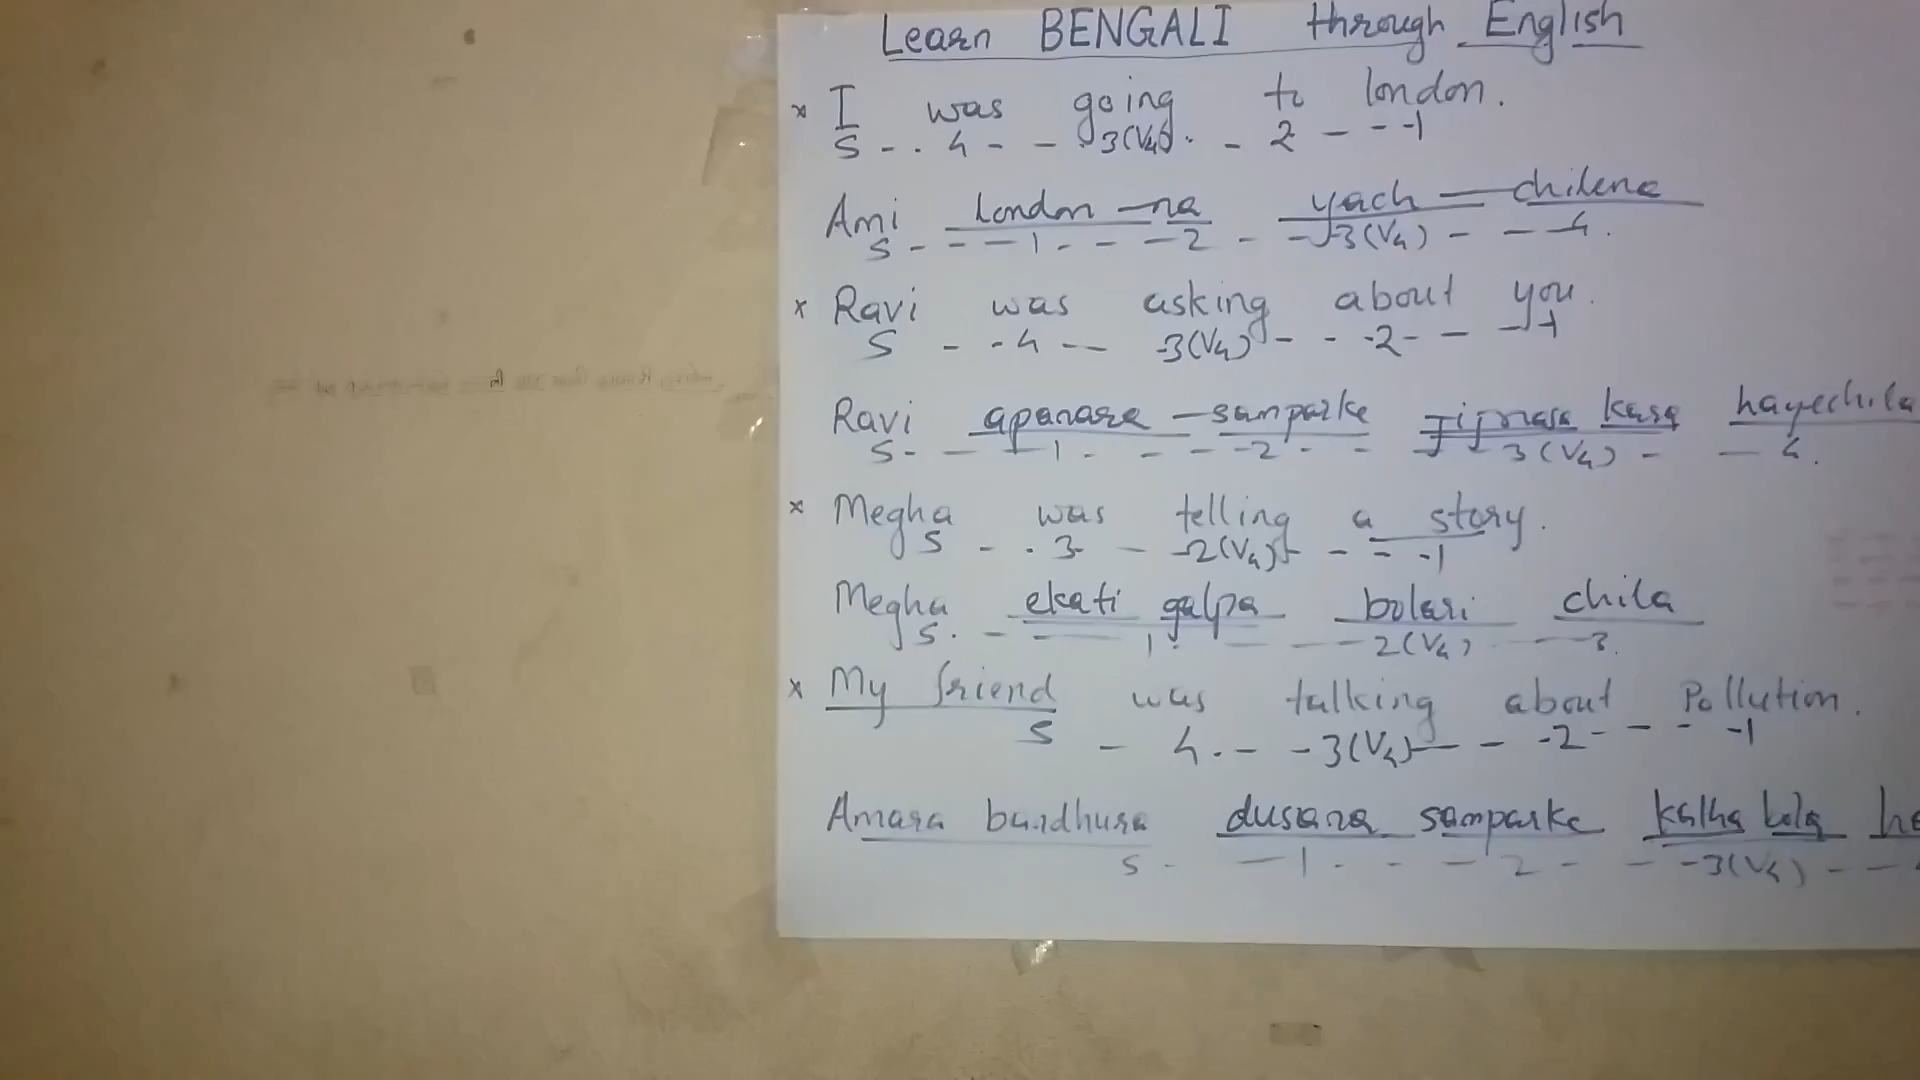 Learn BENGALI through English
× I was going to london.
S - . 4 - - 3(V4). - 2 - - -1
Ami london - na yach - chilena
S - - - 1 - - - 2 - - 3(V4) - - - 4.
× Ravi was asking about you.
S - - 4 - - 3(V4) - - - 2 - - - 1
Ravi apanara - samparke Jijnasa kara hayechila
S - - 1 - - - - 2 - - 3(V4) - - 4.
× Megha was telling a story.
S - . 3 - - 2(V4) - - - - 1
Megha ekati galpa bolari chila
S. - - 1 - - - 2(V4) - - 3.
× My friend was talking about Pollution.
S - 4 . - - 3(V4) - - - 2 - - - - 1
Amara bandhura dusana samparke katha bola
S - - 1 - - - 2 - - - 3(V4) - -